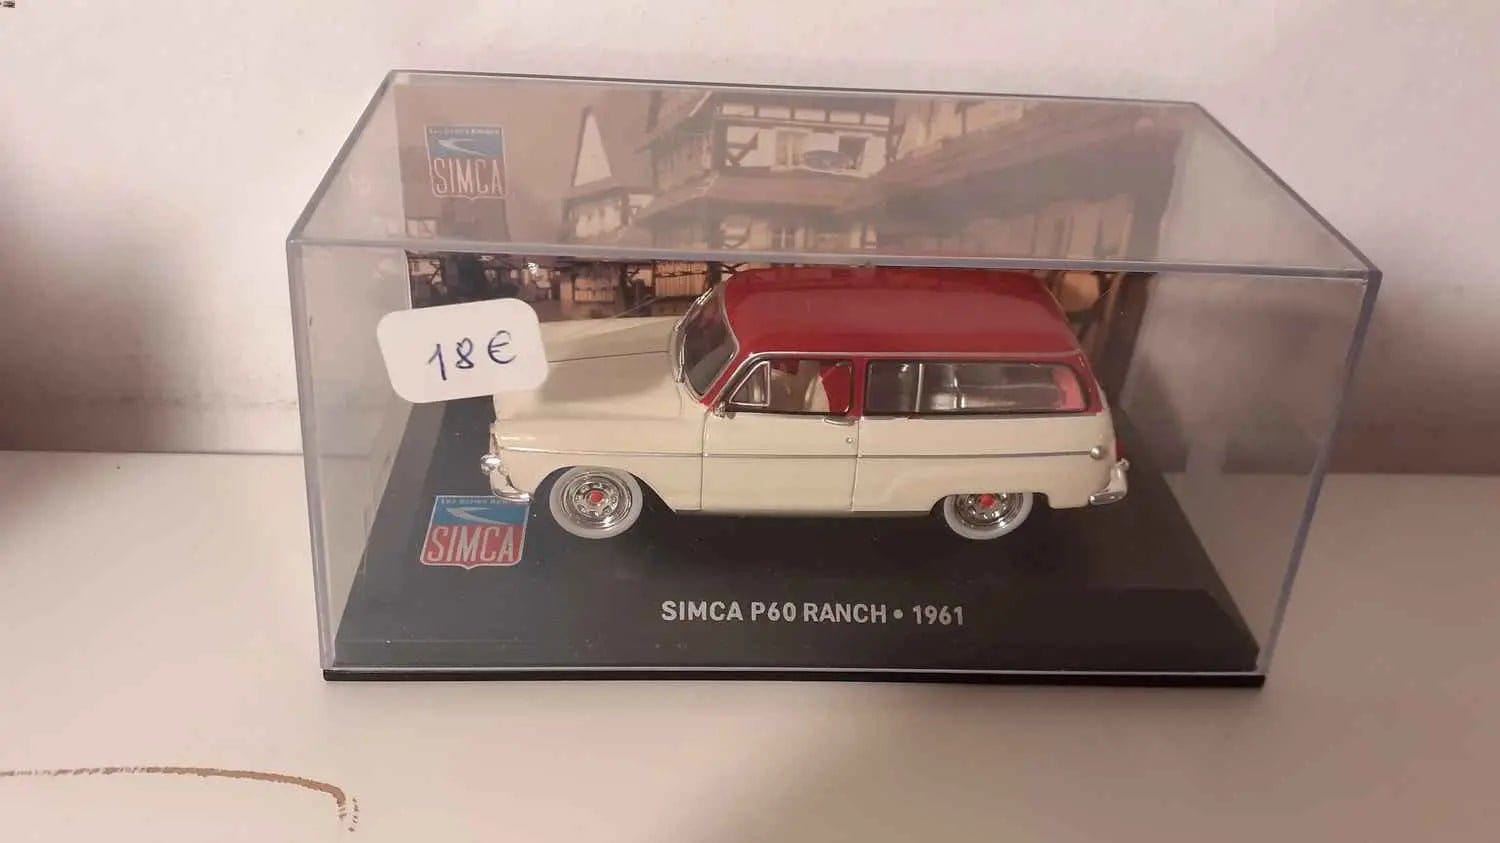 SIMCA
18€
SIMCA
SIMCA P60 RANCH • 1961